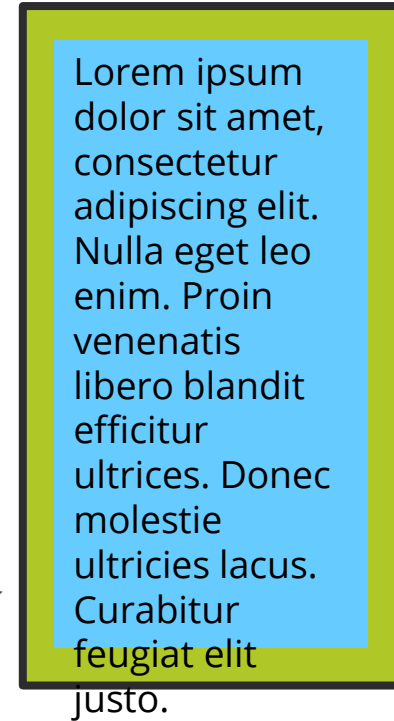 Lorem ipsum
dolor sit amet,
consectetur
adipiscing elit.
Nulla eget leo
enim. Proin
venenatis
libero blandit
efficitur
ultrices. Donec
molestie
ultricies lacus.
Curabitur
feugiat elit
justo.